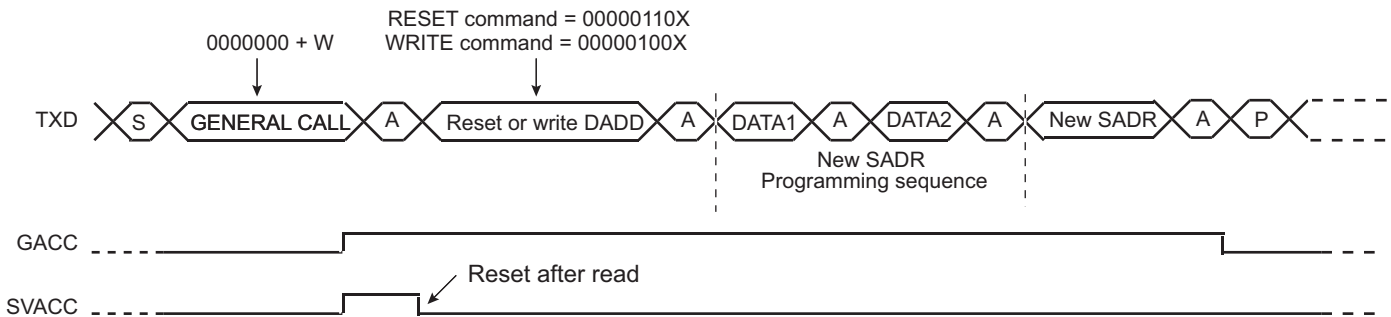 RESET command = 00000110X
0000000 + W
WRITE command = 00000100X
TXD
S
GENERAL CALL
A
Reset or write DADD
A
DATA1
A
DATA2
A
New SADR
A
P
New SADR
Programming sequence
GACC
Reset after read
SVACC